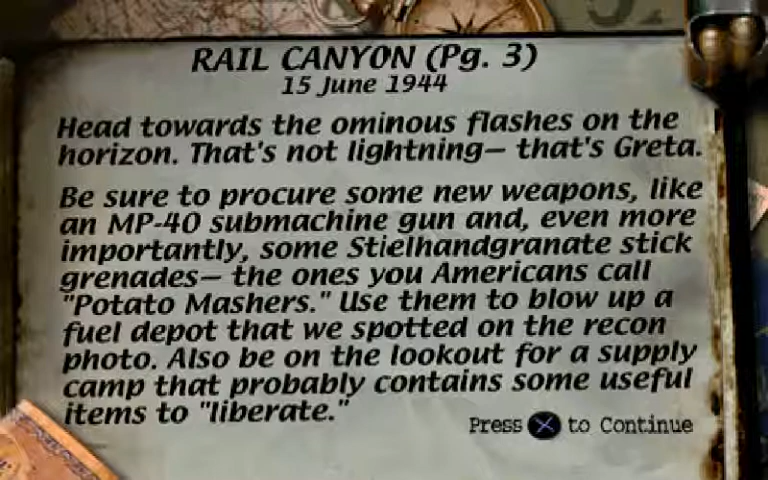 RAIL CANYON (Pg. 3)
15 June 1944
Head towards the ominous flashes on the
horizon. That's not lightning— that's Greta.
Be sure to procure some new weapons, like
an MP-40 submachine gun and, even more
importantly, some Stielhandgranate stick
grenades— the ones you Americans call
"Potato Mashers." Use them to blow up a
fuel depot that we spotted on the recon
photo. Also be on the lookout for a supply
camp that probably contains some useful
items to "liberate."
Press X to Continue